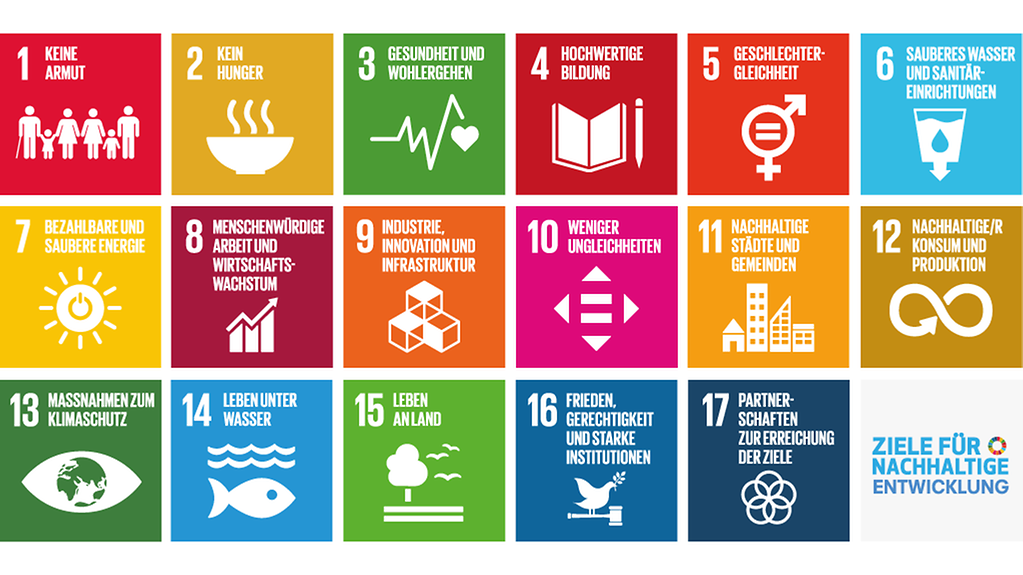 1 KEINE
ARMUT
2 KEIN
HUNGER
3 GESUNDHEIT UND
WOHLERGEHEN
4 HOCHWERTIGE
BILDUNG
5 GESCHLECHTER-
GLEICHHEIT
6 SAUBERES WASSER
UND SANITÄR-
EINRICHTUNGEN
7 BEZAHLBARE UND
SAUBERE ENERGIE
8 MENSCHENWÜRDIGE
ARBEIT UND
WIRTSCHAFTS-
WACHSTUM
9 INDUSTRIE,
INNOVATION UND
INFRASTRUKTUR
10 WENIGER
UNGLEICHHEITEN
11 NACHHALTIGE
STÄDTE UND
GEMEINDEN
12 NACHHALTIGE/R
KONSUM UND
PRODUKTION
13 MASSNAHMEN ZUM
KLIMASCHUTZ
14 LEBEN UNTER
WASSER
15 LEBEN
AN LAND
16 FRIEDEN,
GERECHTIGKEIT
UND STARKE
INSTITUTIONEN
17 PARTNER-
SCHAFTEN
ZUR ERREICHUNG
DER ZIELE
ZIELE FÜR
NACHHALTIGE
ENTWICKLUNG